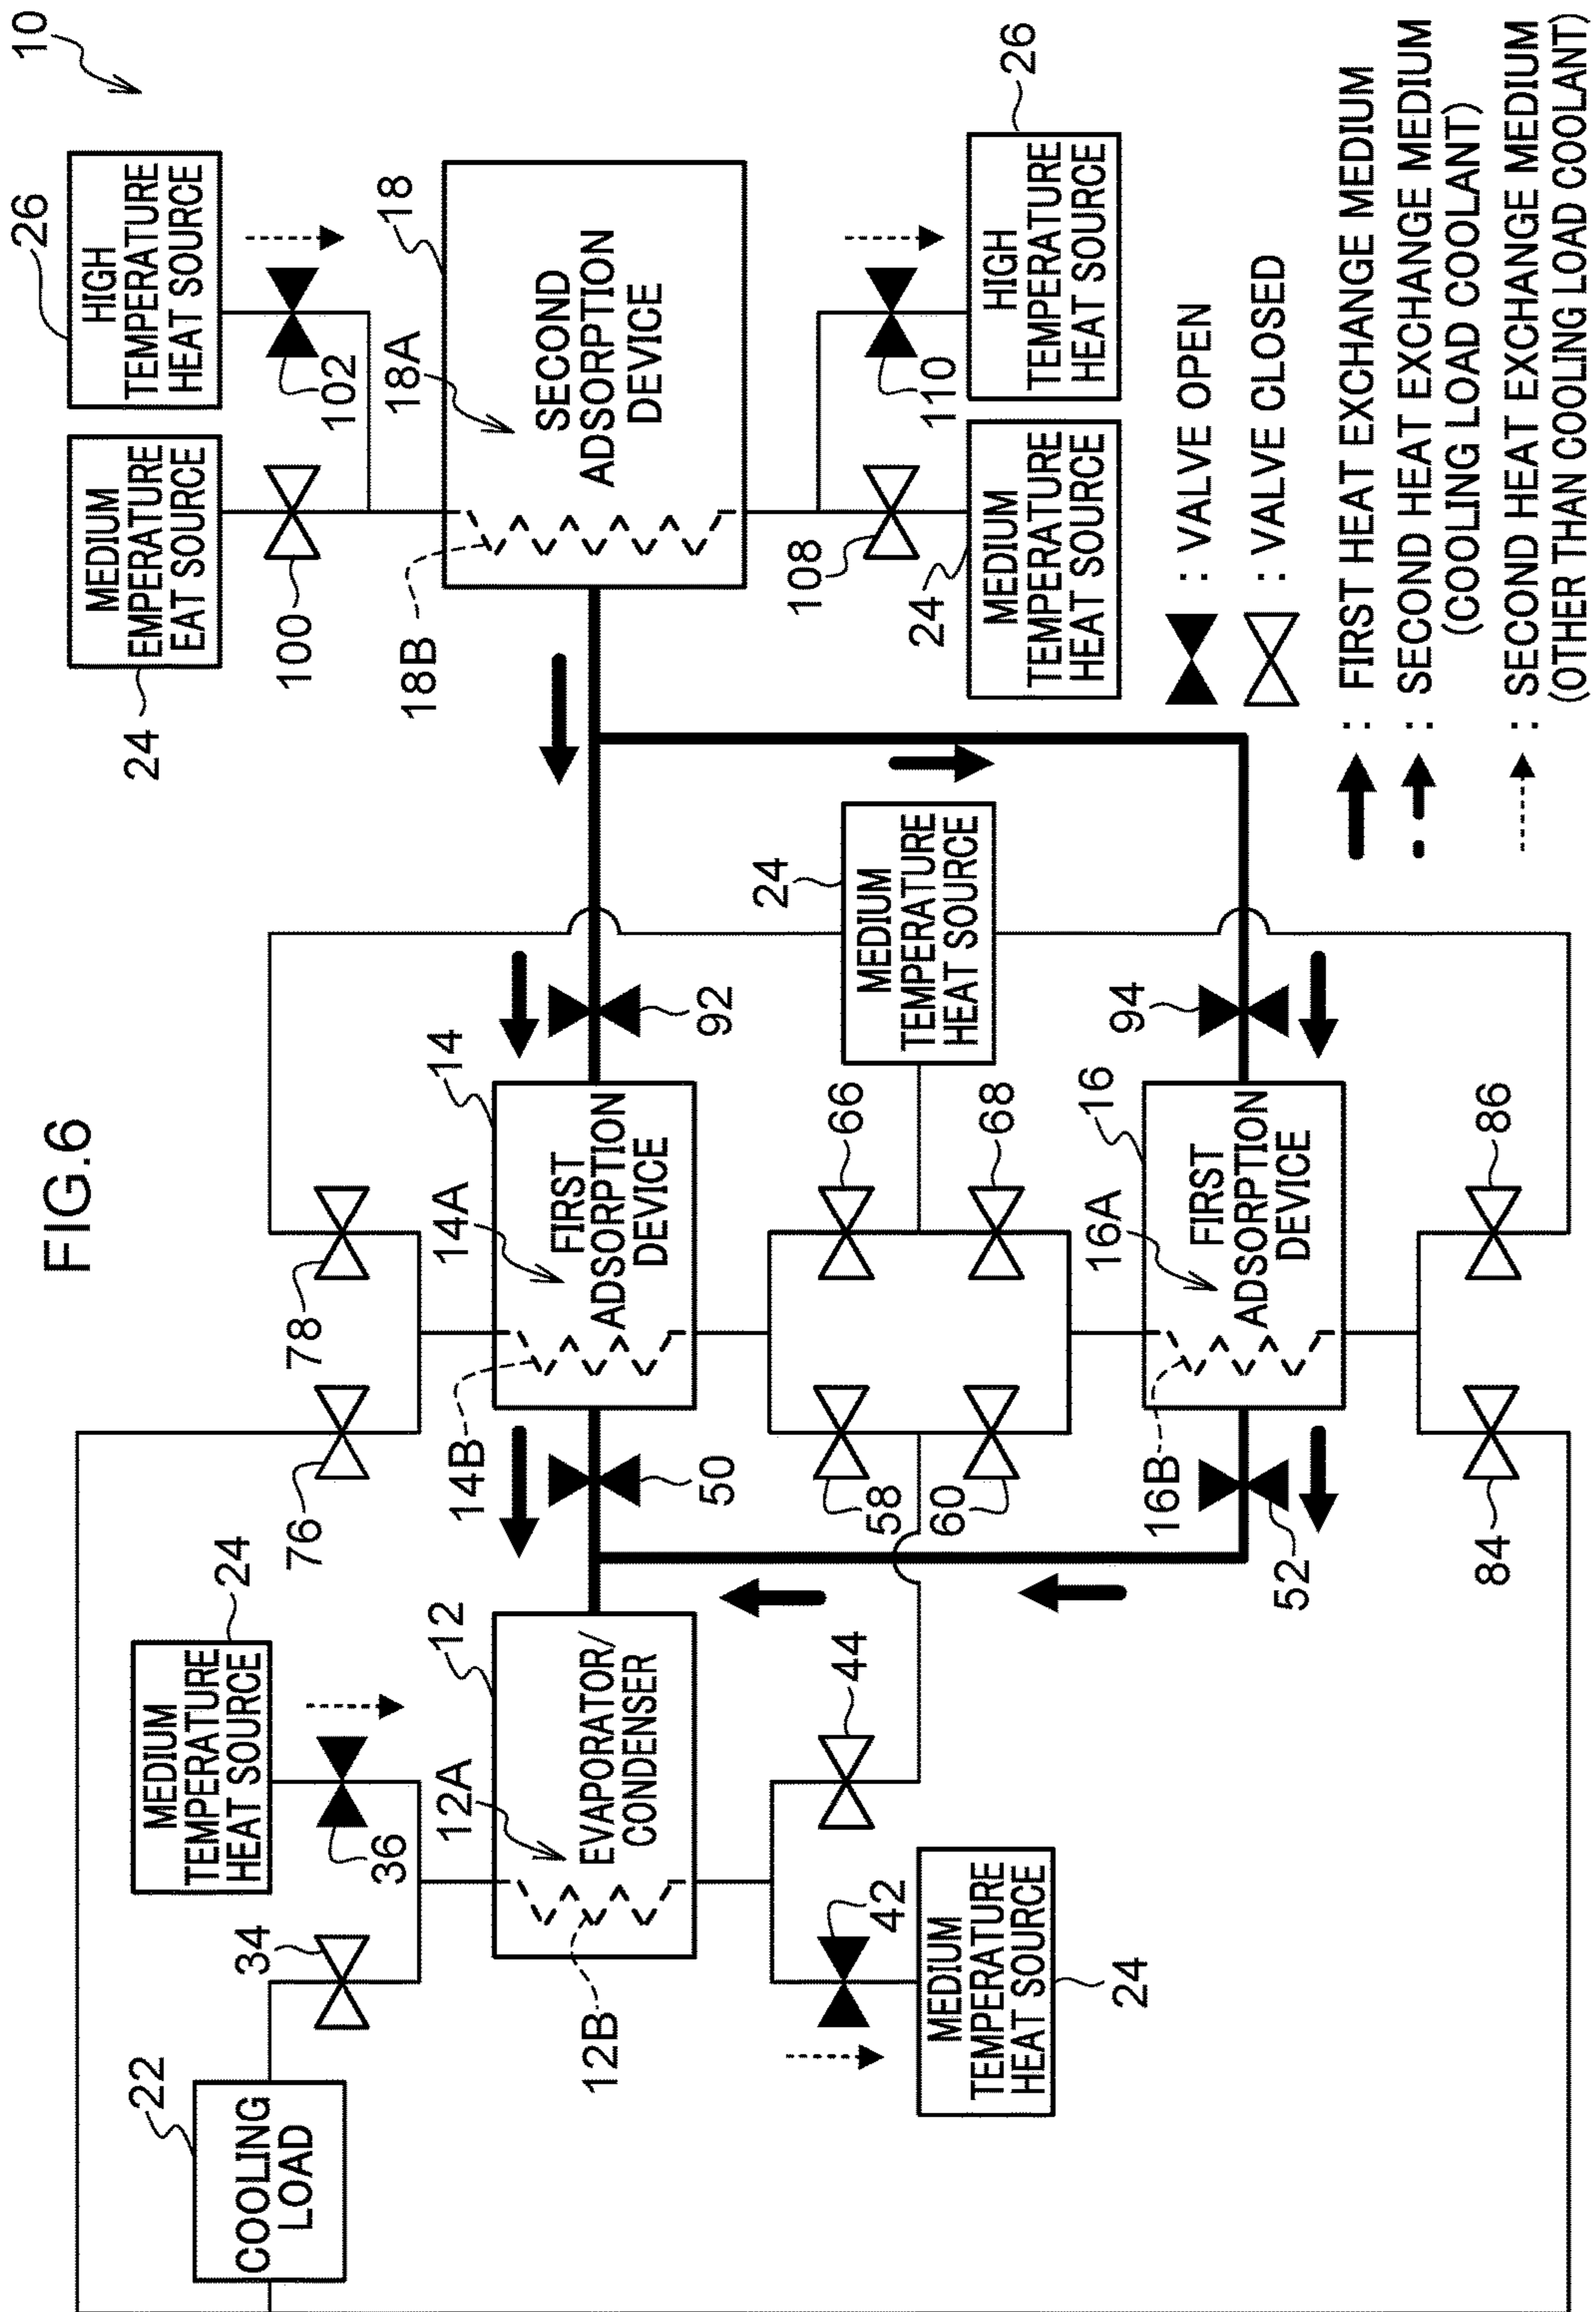 FIG.6
10
22
COOLING
LOAD
34
24
MEDIUM
TEMPERATURE
HEAT SOURCE
36
76
78
24
MEDIUM
EMPERATURE
EAT SOURCE
100
26
HIGH
TEMPERATURE
HEAT SOURCE
102
12
12A
EVAPORATOR/
CONDENSER
12B
14
14A
FIRST
ADSORPTION
DEVICE
14B
50
92
18
18A
SECOND
ADSORPTION
DEVICE
18B
42
44
24
MEDIUM
TEMPERATURE
HEAT SOURCE
58
60
66
68
24
MEDIUM
TEMPERATURE
HEAT SOURCE
108
24
MEDIUM
TEMPERATURE
HEAT SOURCE
110
26
HIGH
TEMPERATURE
HEAT SOURCE
16
16A
FIRST
ADSORPTION
DEVICE
16B
52
94
84
86
: VALVE OPEN
: VALVE CLOSED
: FIRST HEAT EXCHANGE MEDIUM
: SECOND HEAT EXCHANGE MEDIUM
(COOLING LOAD COOLANT)
: SECOND HEAT EXCHANGE MEDIUM
(OTHER THAN COOLING LOAD COOLANT)